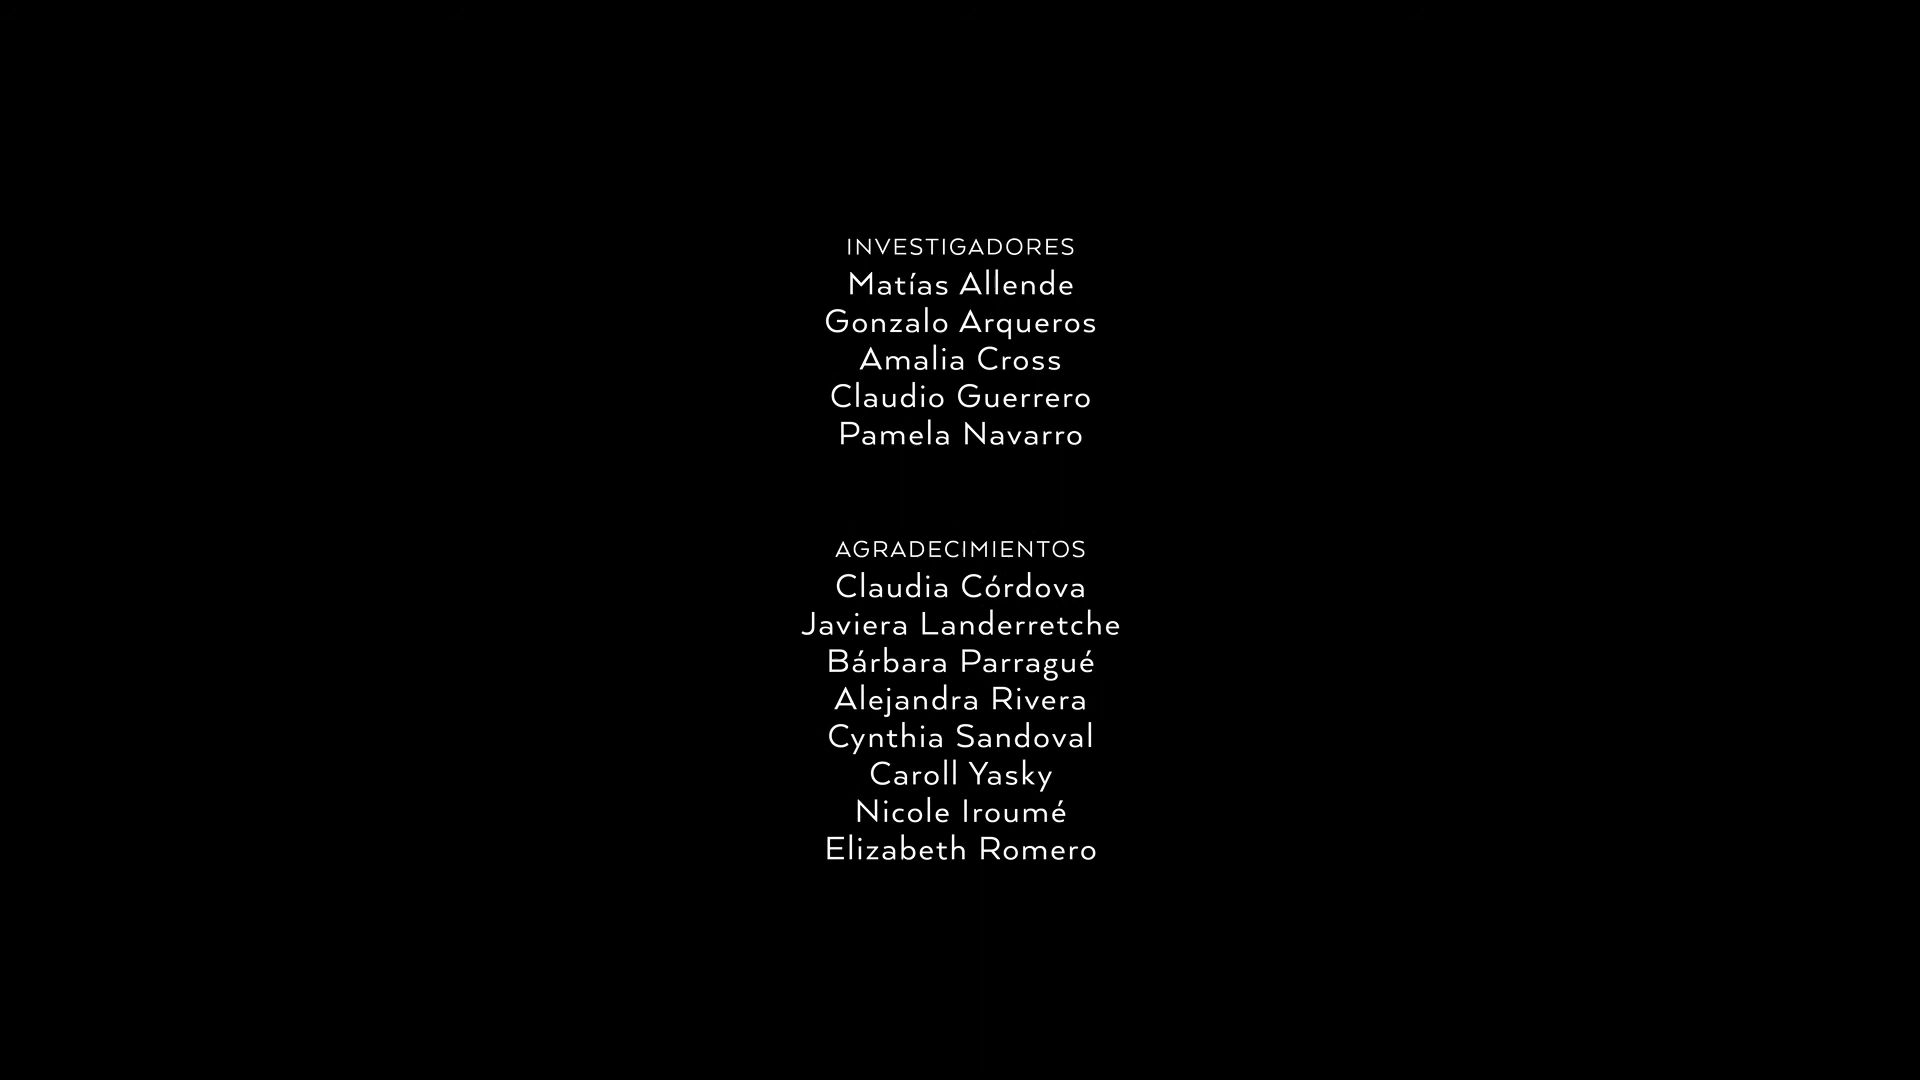 INVESTIGADORES
Matías Allende
Gonzalo Arqueros
Amalia Cross
Claudio Guerrero
Pamela Navarro
AGRADECIMIENTOS
Claudia Córdova
Javiera Landerretche
Bárbara Parragué
Alejandra Rivera
Cynthia Sandoval
Caroll Yasky
Nicole Iroumé
Elizabeth Romero